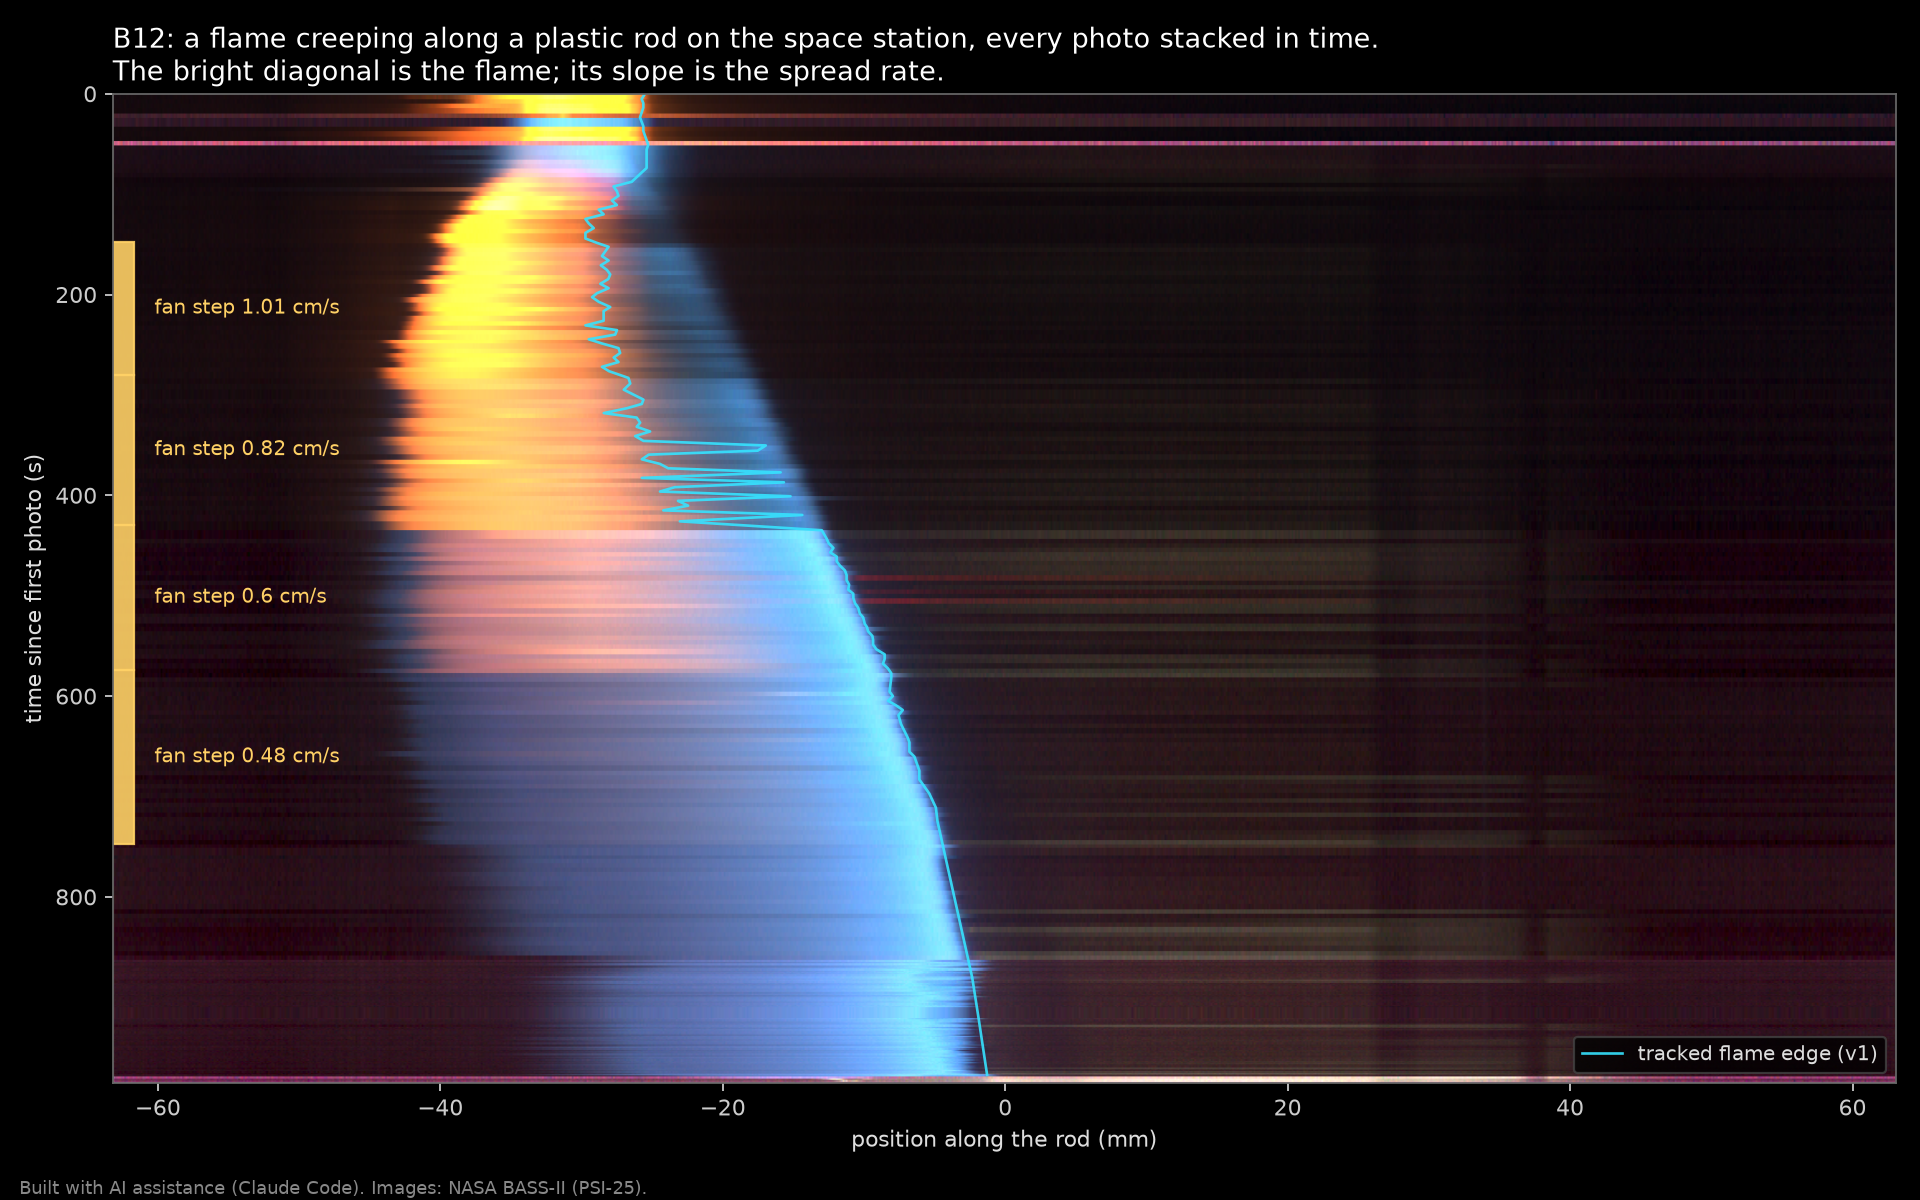 B12: a flame creeping along a plastic rod on the space station, every photo stacked in time.
The bright diagonal is the flame; its slope is the spread rate.
0
200
400
600
800
time since first photo (s)
fan step 1.01 cm/s
fan step 0.82 cm/s
fan step 0.6 cm/s
fan step 0.48 cm/s
tracked flame edge (v1)
−60
−40
−20
0
20
40
60
position along the rod (mm)
Built with AI assistance (Claude Code). Images: NASA BASS-II (PSI-25).